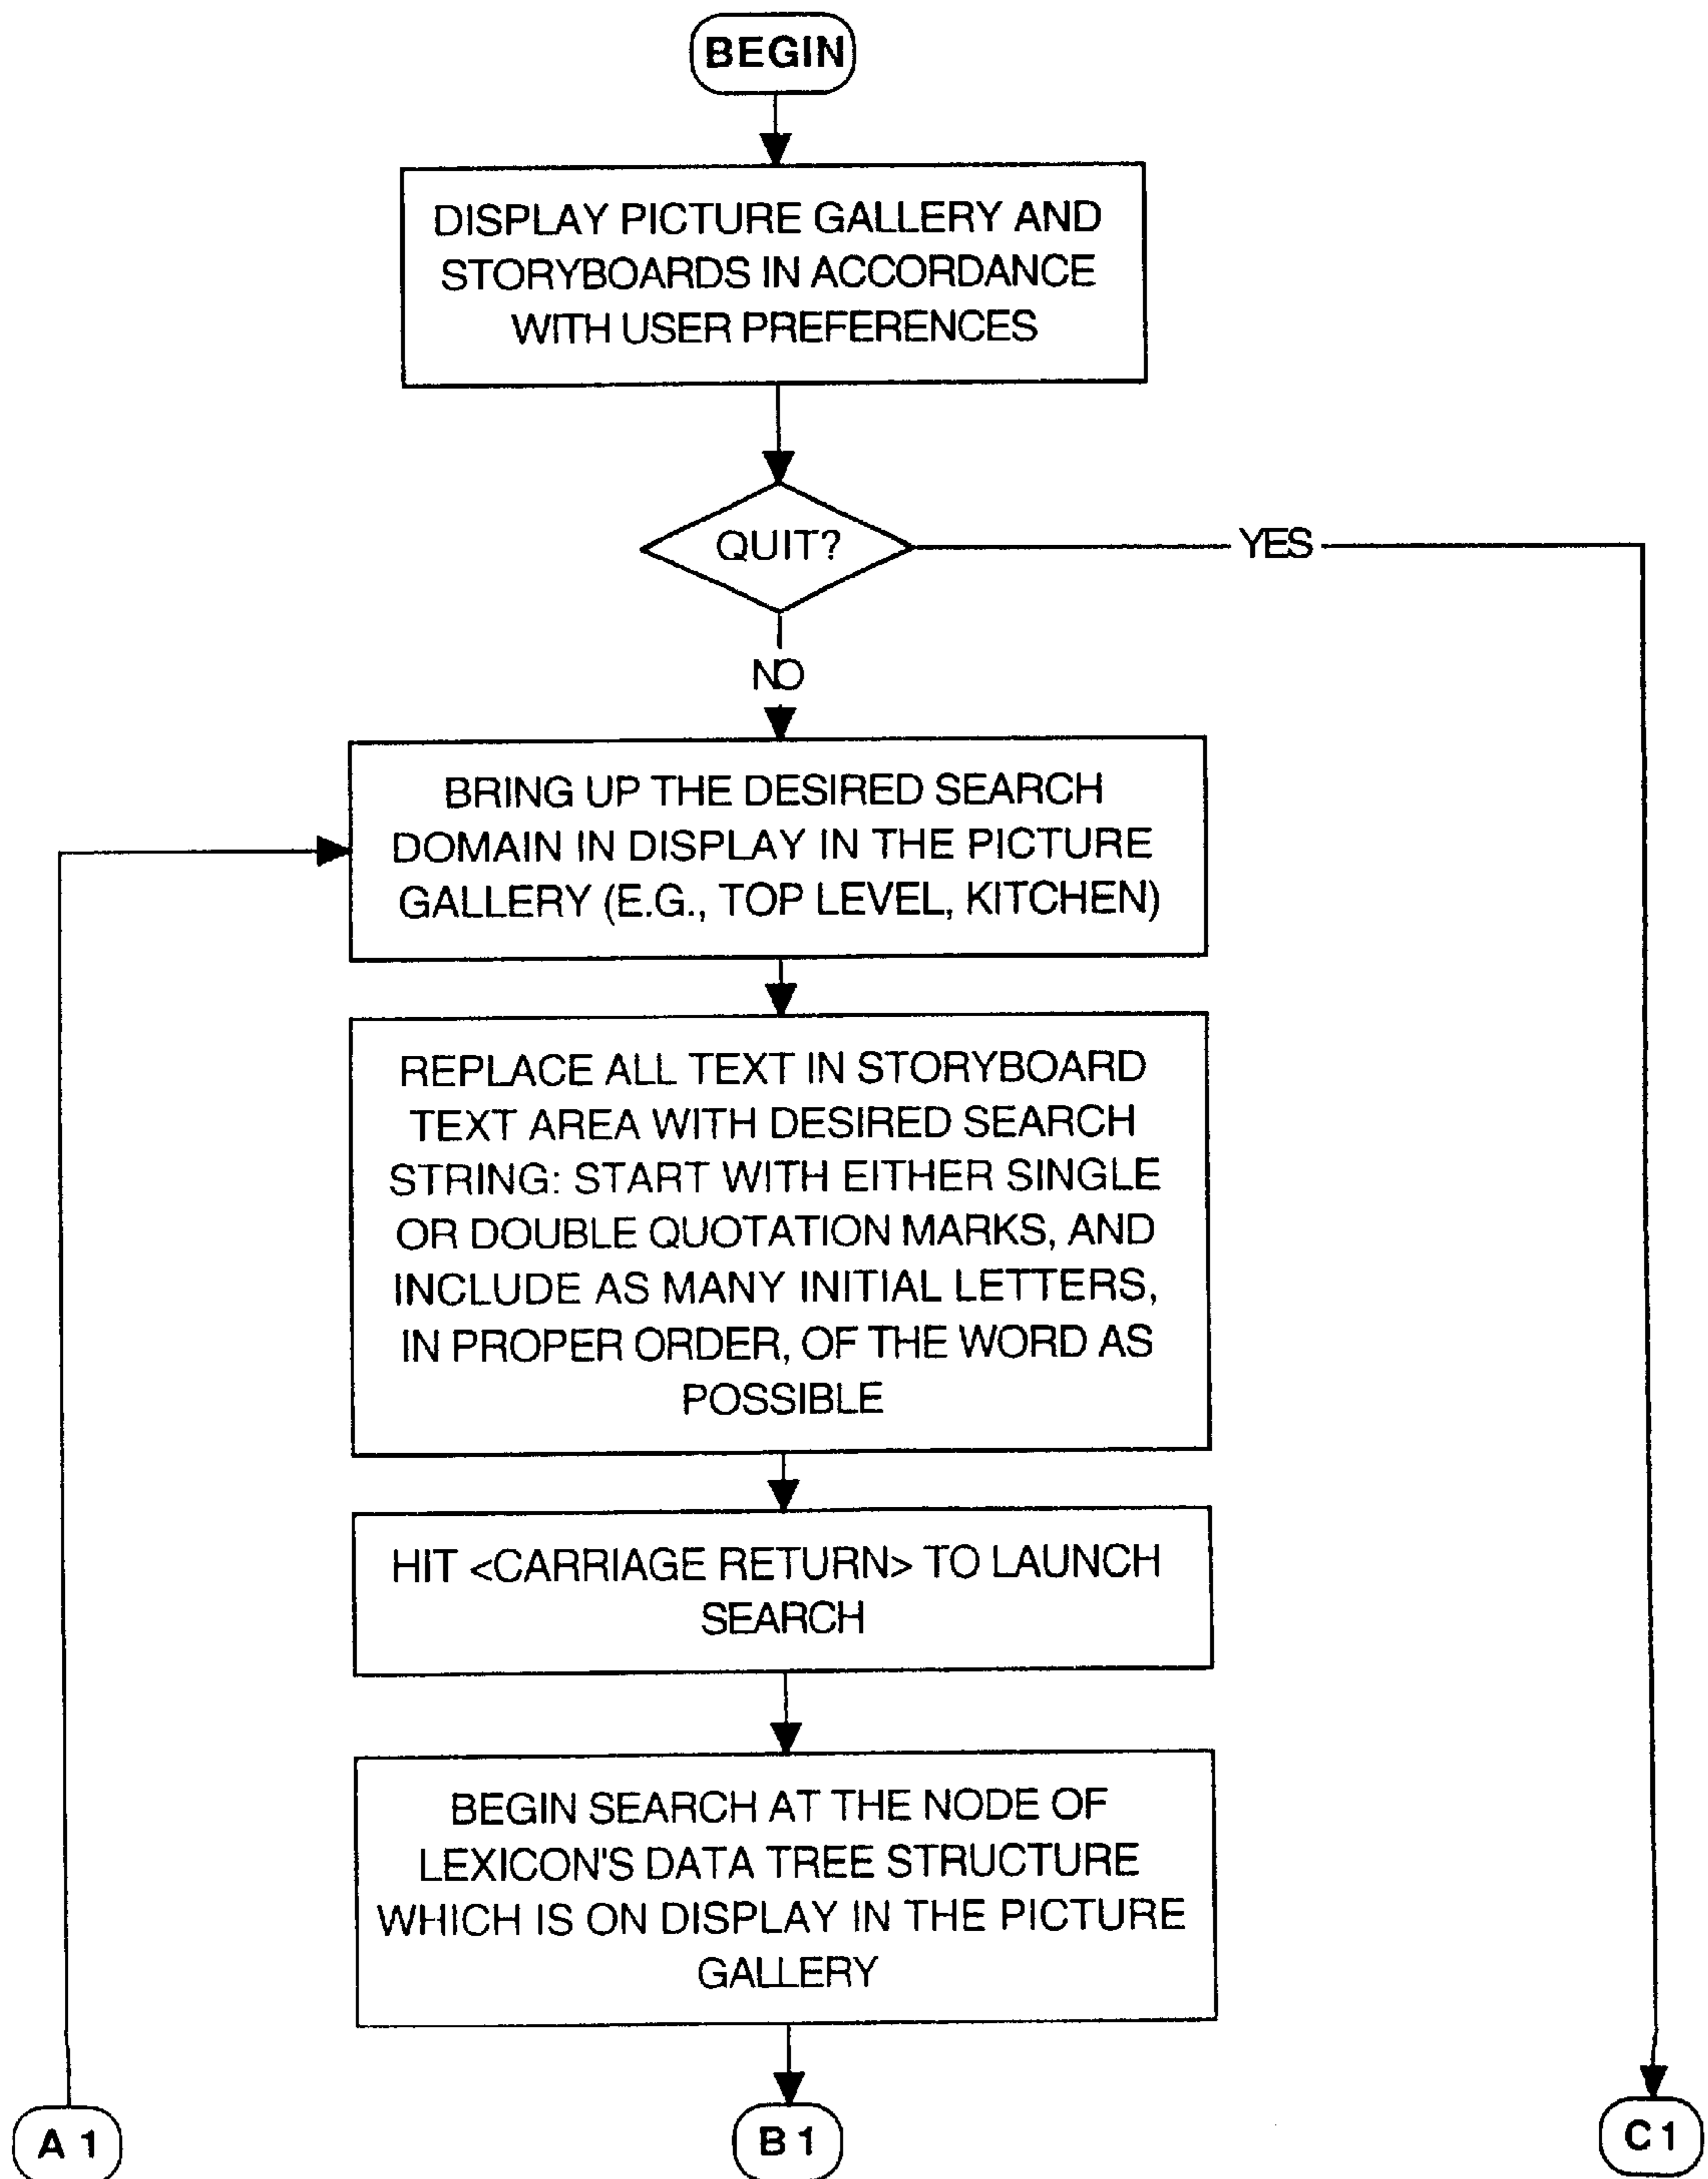 BEGIN
DISPLAY PICTURE GALLERY AND
STORYBOARDS IN ACCORDANCE
WITH USER PREFERENCES
QUIT?
YES
NO
BRING UP THE DESIRED SEARCH
DOMAIN IN DISPLAY IN THE PICTURE
GALLERY (E.G., TOP LEVEL, KITCHEN)
REPLACE ALL TEXT IN STORYBOARD
TEXT AREA WITH DESIRED SEARCH
STRING: START WITH EITHER SINGLE
OR DOUBLE QUOTATION MARKS, AND
INCLUDE AS MANY INITIAL LETTERS,
IN PROPER ORDER, OF THE WORD AS
POSSIBLE
HIT <CARRIAGE RETURN> TO LAUNCH
SEARCH
BEGIN SEARCH AT THE NODE OF
LEXICON'S DATA TREE STRUCTURE
WHICH IS ON DISPLAY IN THE PICTURE
GALLERY
A 1
B 1
C 1